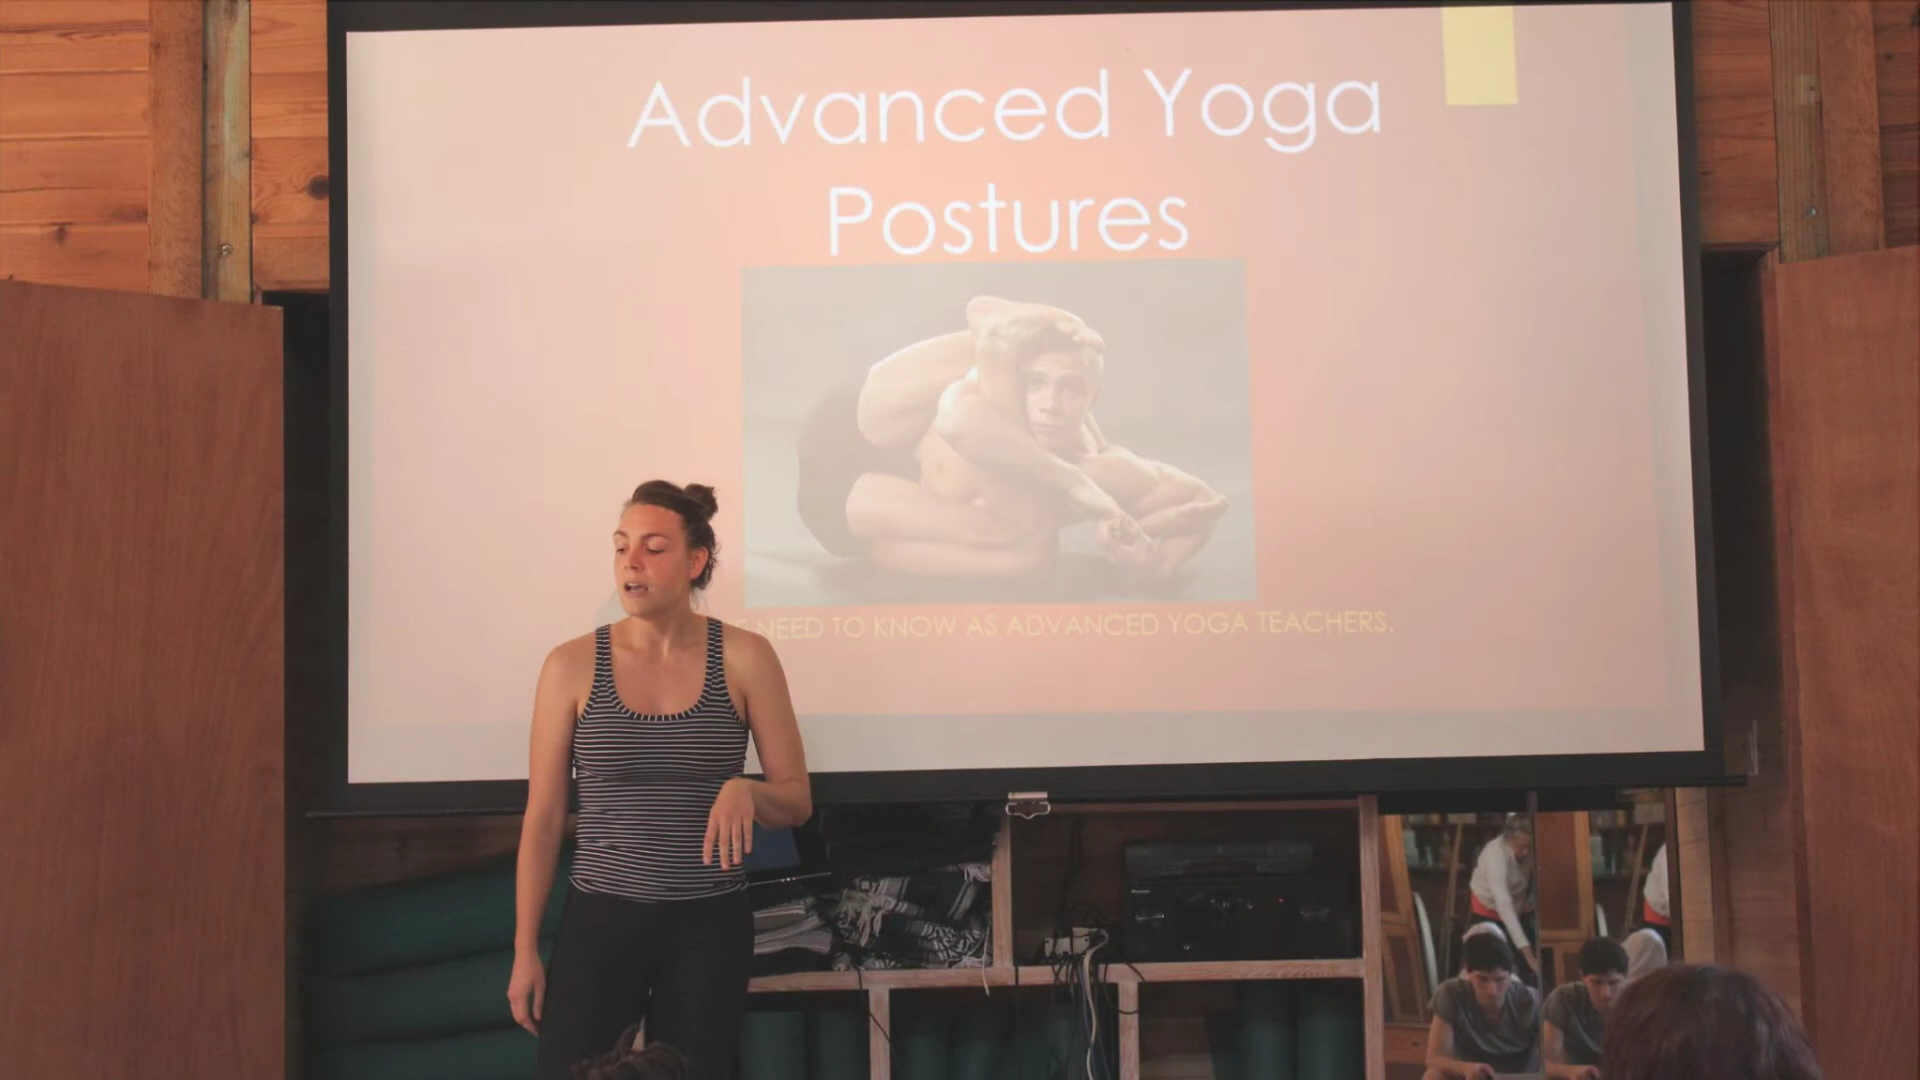 Advanced Yoga
Postures
NEED TO KNOW AS ADVANCED YOGA TEACHERS.